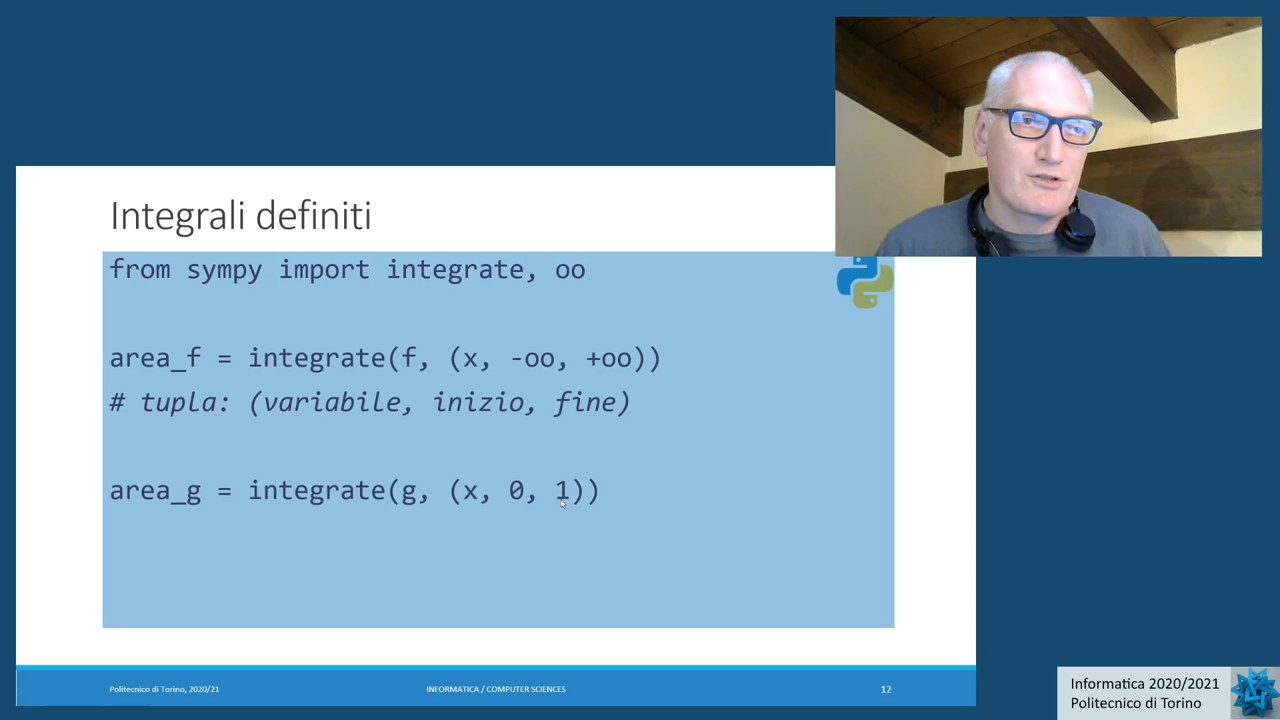 Integrali definiti
from sympy import integrate, oo
area_f = integrate(f, (x, -oo, +oo))
# tupla: (variabile, inizio, fine)
area_g = integrate(g, (x, 0, 1))
Politecnico di Torino, 2020/21
INFORMATICA / COMPUTER SCIENCES
12
Informatica 2020/2021
Politecnico di Torino